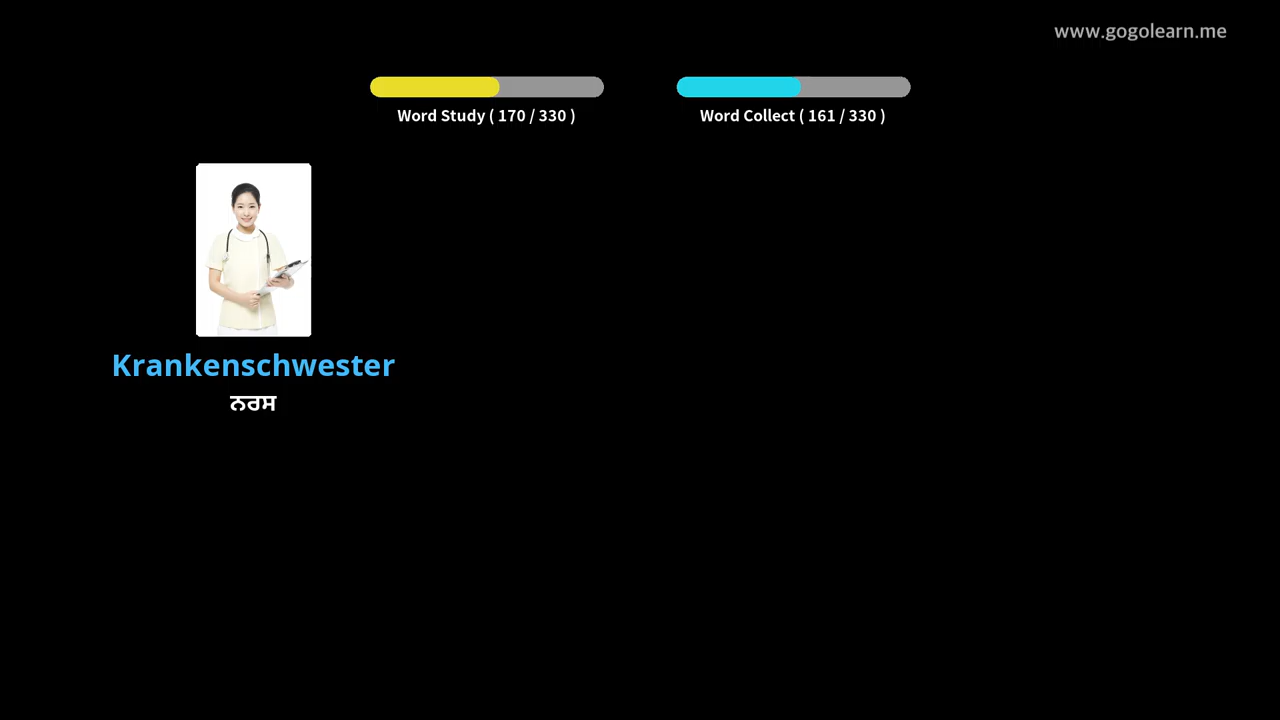 www.gogolearn.me
Word Study ( 170 / 330 )
Word Collect ( 161 / 330 )
Krankenschwester
ਨਰਸ